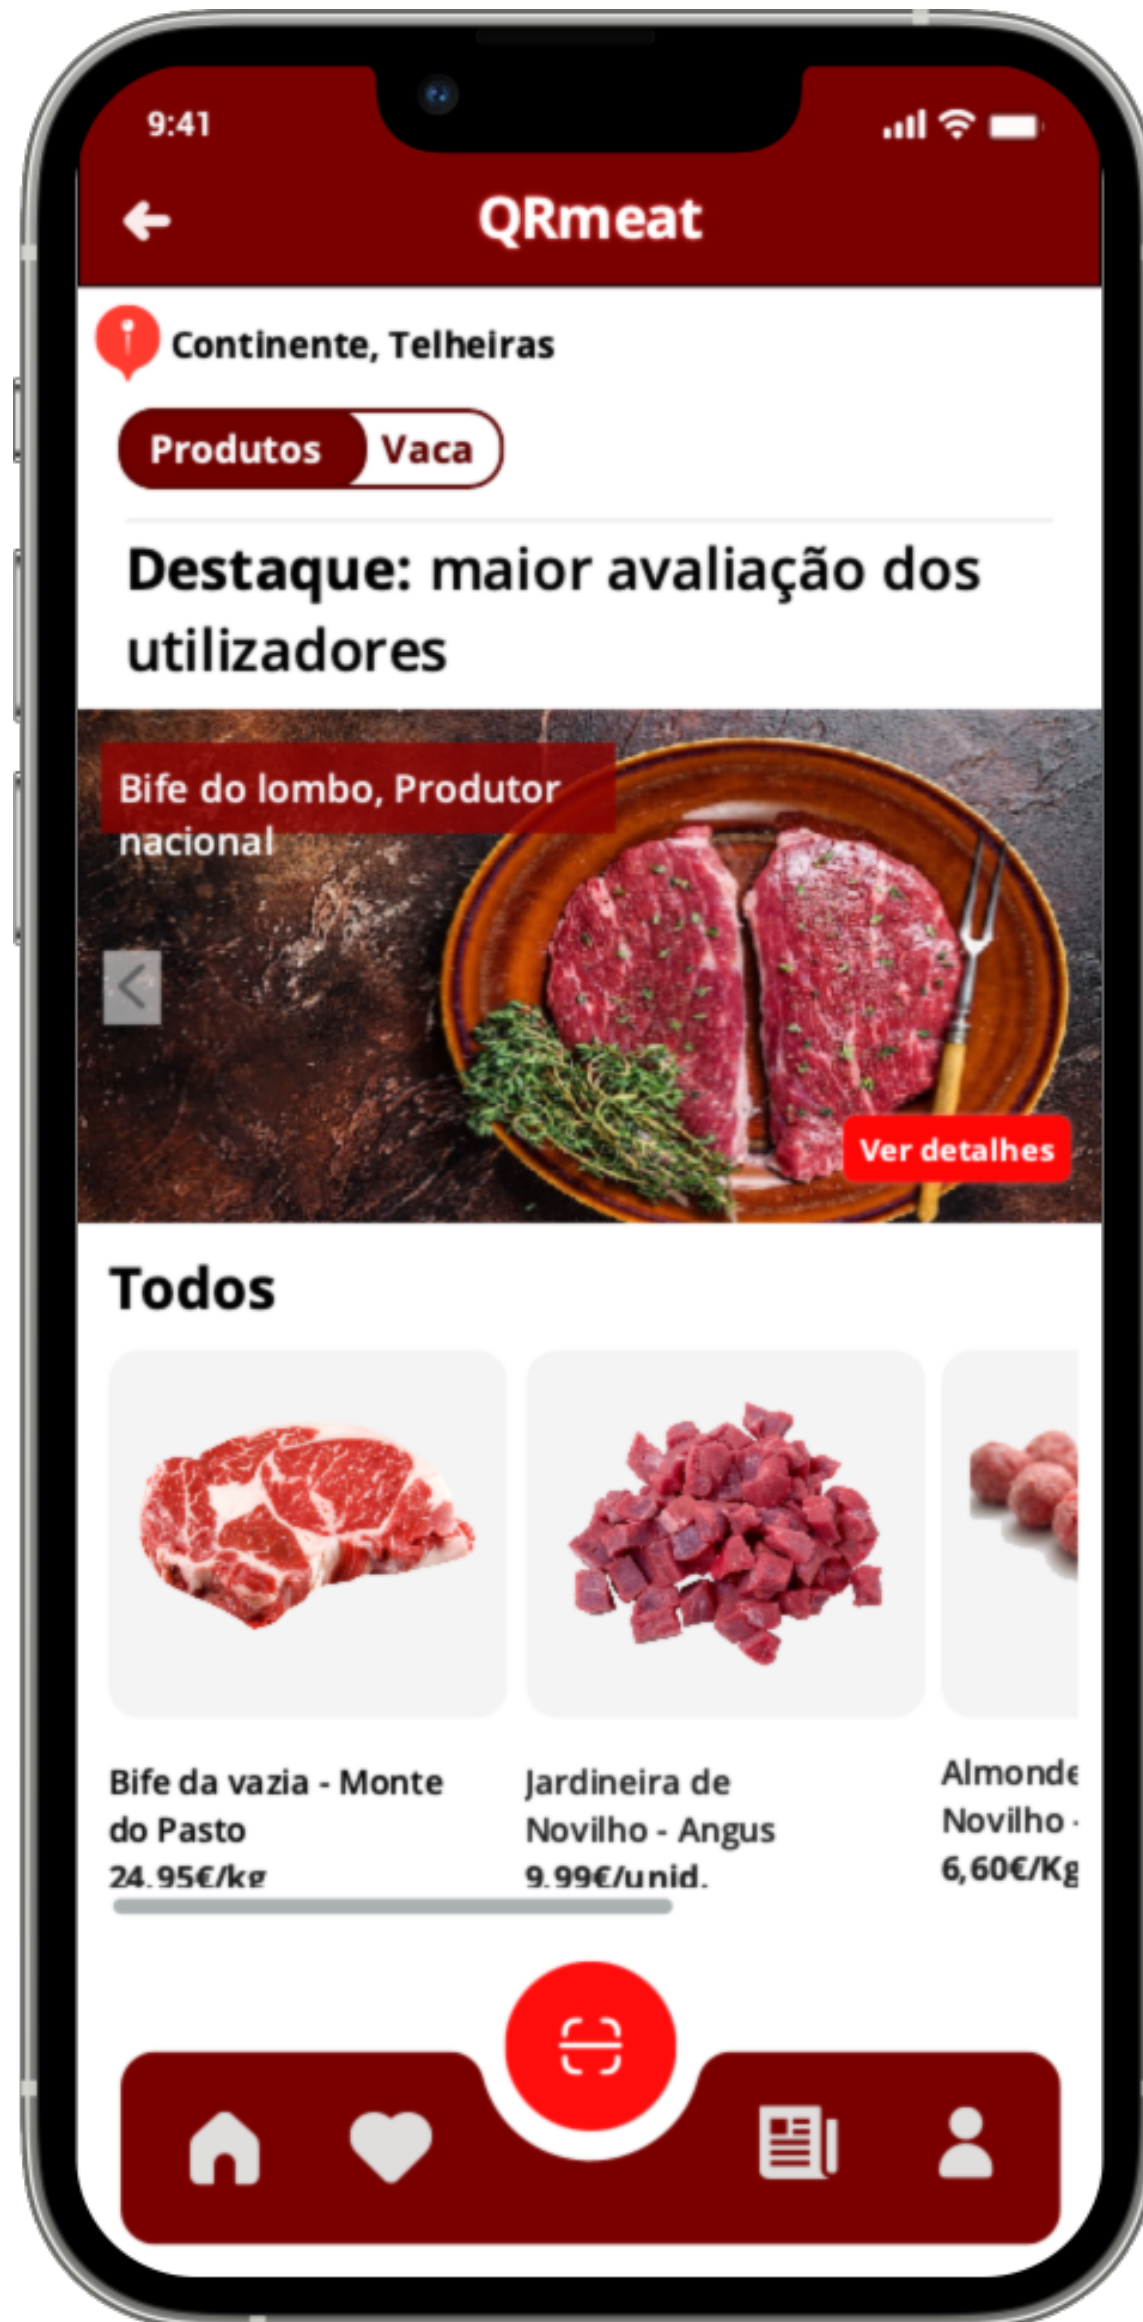 9:41
QRmeat
Continente, Telheiras
Produtos
Vaca
Destaque: maior avaliação dos
utilizadores
Bife do lombo, Produtor
nacional
Ver detalhes
Todos
Bife da vazia - Monte
do Pasto
24.95€/kg
Jardineira de
Novilho - Angus
9.99€/unid.
Almonde
Novilho -
6,60€/Kg